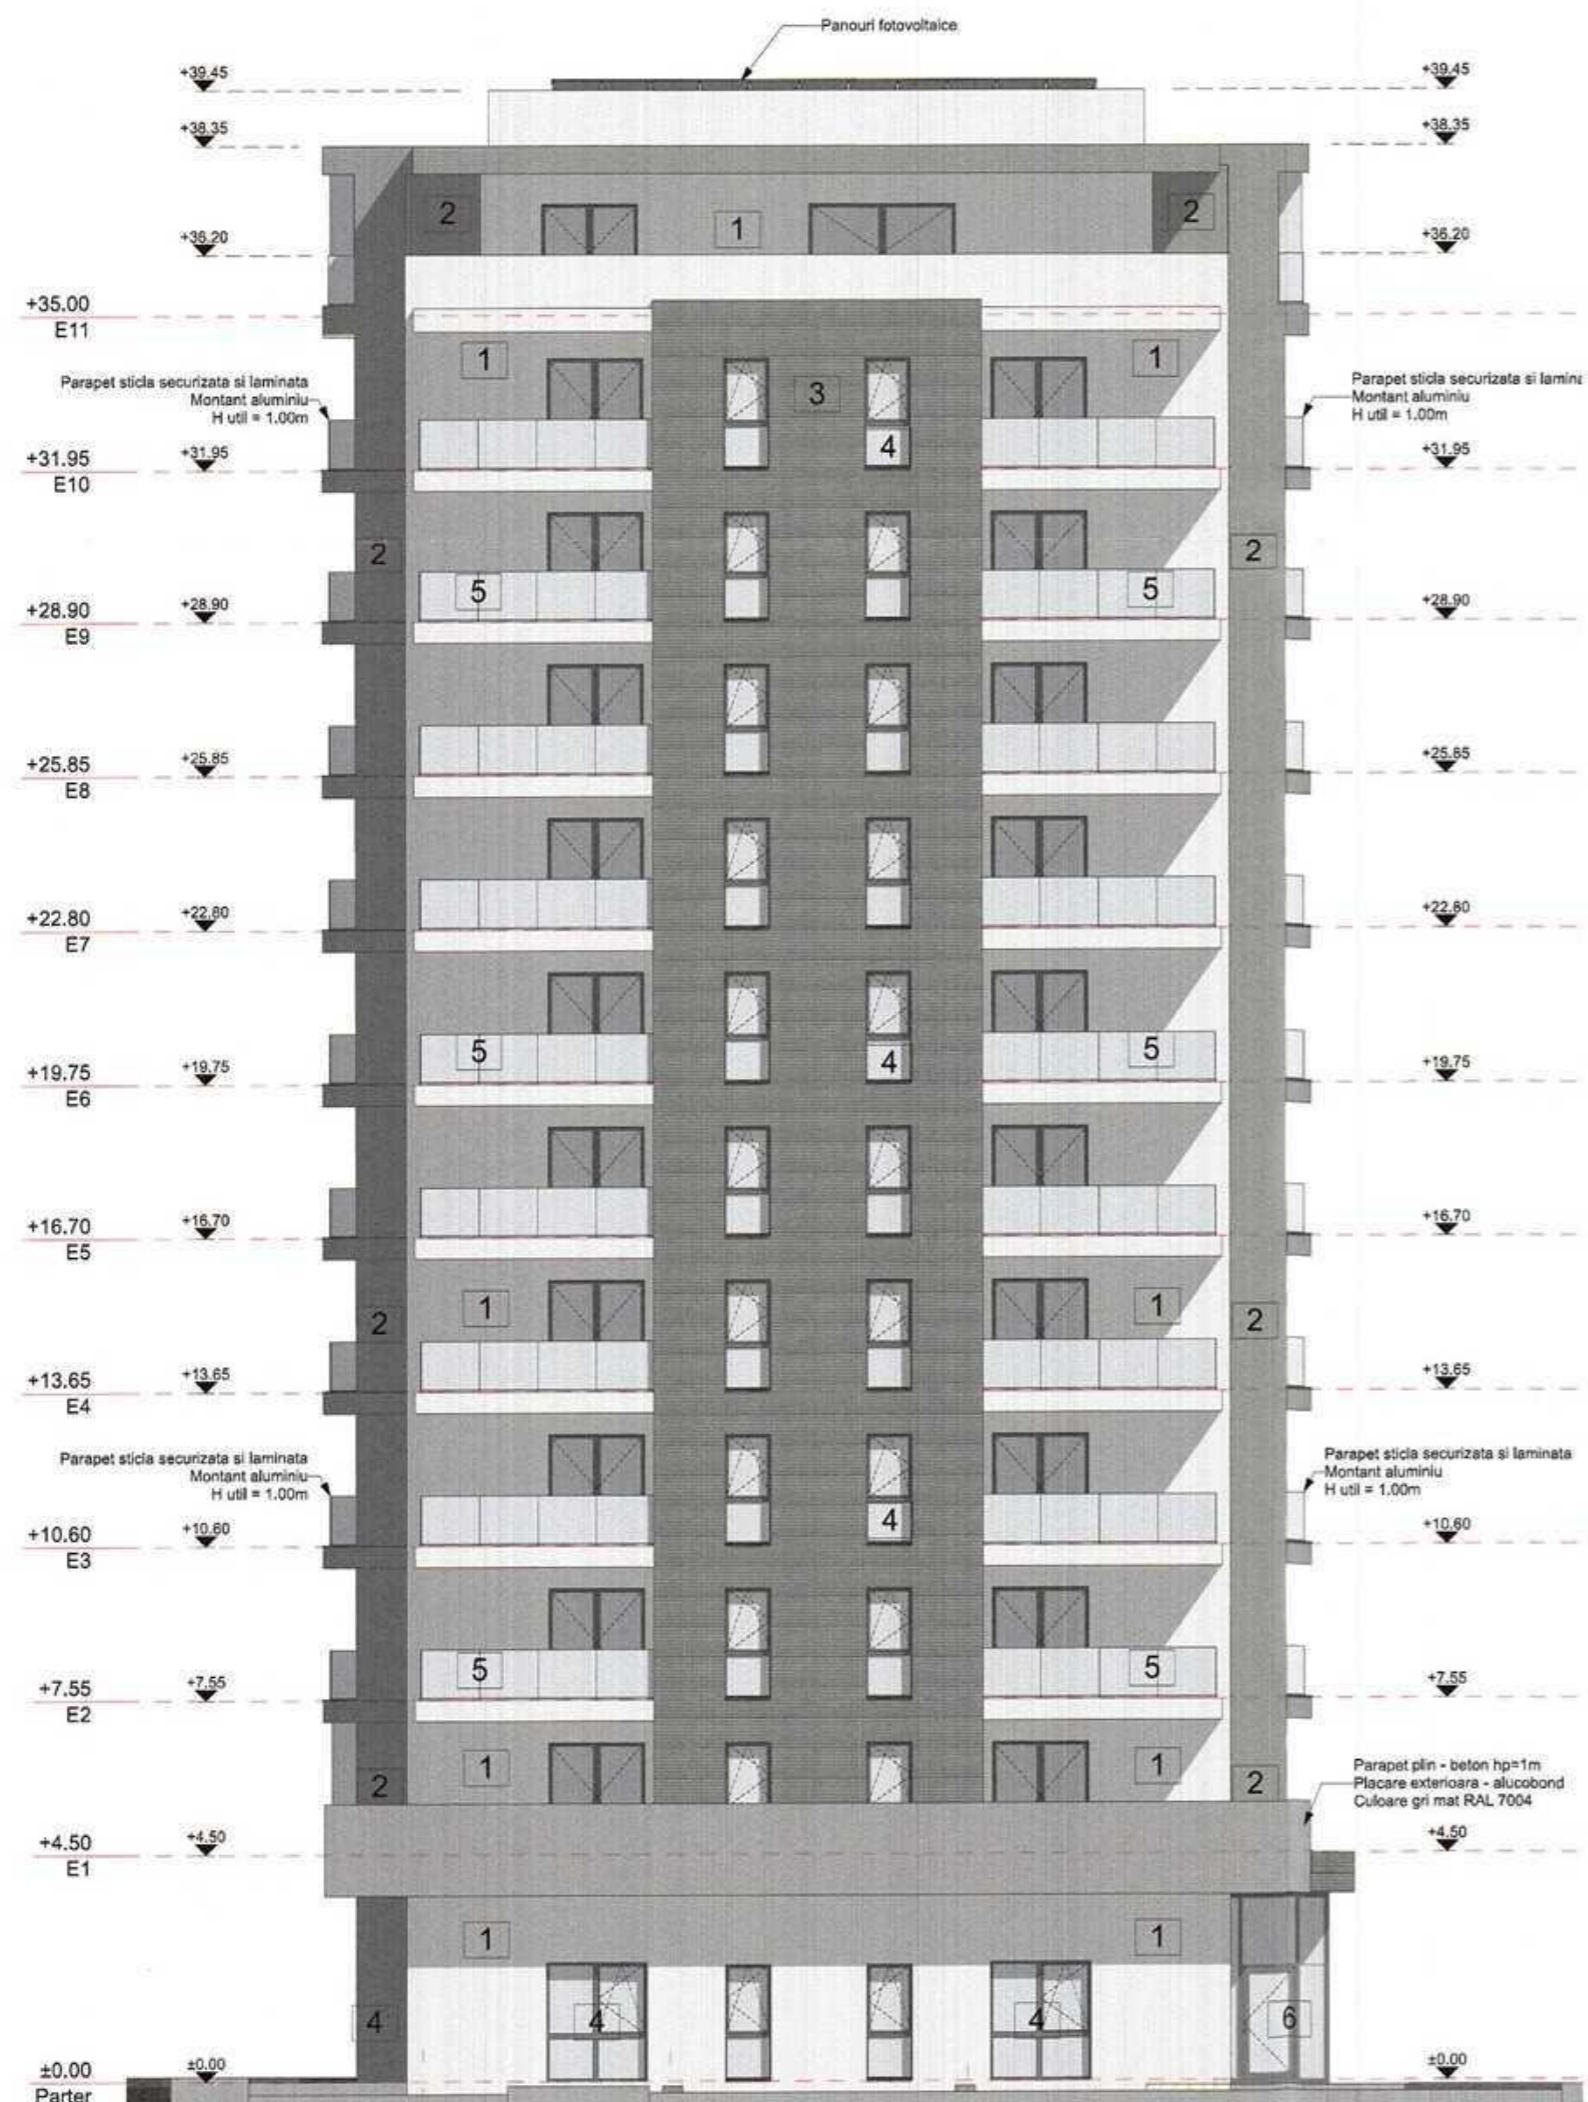 Panouri fotovoltaice
+39.45
+39.45
+38.35
+38.35
2
1
2
+36.20
+36.20
+35.00
E11
1
1
3
Parapet sticla securizata si laminata
Montant aluminiu
H util = 1.00m
Parapet sticla securizata si lamina
Montant aluminiu
H util = 1.00m
4
+31.95
E10
+31.95
+31.95
2
2
5
5
+28.90
E9
+28.90
+28.90
+25.85
E8
+25.85
+25.85
+22.80
E7
+22.80
+22.80
5
4
5
+19.75
E6
+19.75
+19.75
+16.70
E5
+16.70
+16.70
2
1
1
2
+13.65
E4
+13.65
+13.65
Parapet sticla securizata si laminata
Montant aluminiu
H util = 1.00m
Parapet sticla securizata si laminata
Montant aluminiu
H util = 1.00m
4
+10.60
E3
+10.60
+10.60
5
5
+7.55
E2
+7.55
+7.55
2
1
1
2
Parapet plin - beton hp=1m
Placare exterioara - alucobond
Culoare gri mat RAL 7004
+4.50
E1
+4.50
+4.50
1
1
4
4
4
6
±0.00
Parter
±0.00
±0.00